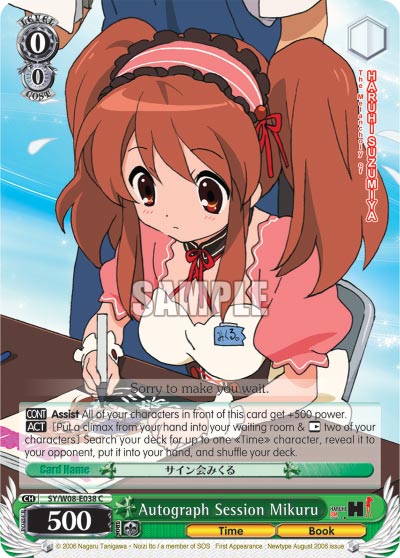 LEVEL
0
0
COST
The Melancholy of
HARUHI SUZUMIYA
SAMPLE
みくる。
Sorry to make you wait.
CONT Assist All of your characters in front of this card get +500 power.
ACT [Put a climax from your hand into your waiting room & two of your
characters] Search your deck for up to one «Time» character, reveal it to
your opponent, put it into your hand, and shuffle your deck.
Card Name サイン会みくる
CH SY/W08-E038 C
POWER 500 SOUL Autograph Session Mikuru
Time Book
© 2006 Nagaru Tanigawa • Noizi Ito / a member of SOS First Appearance : Newtype August 2006 issue